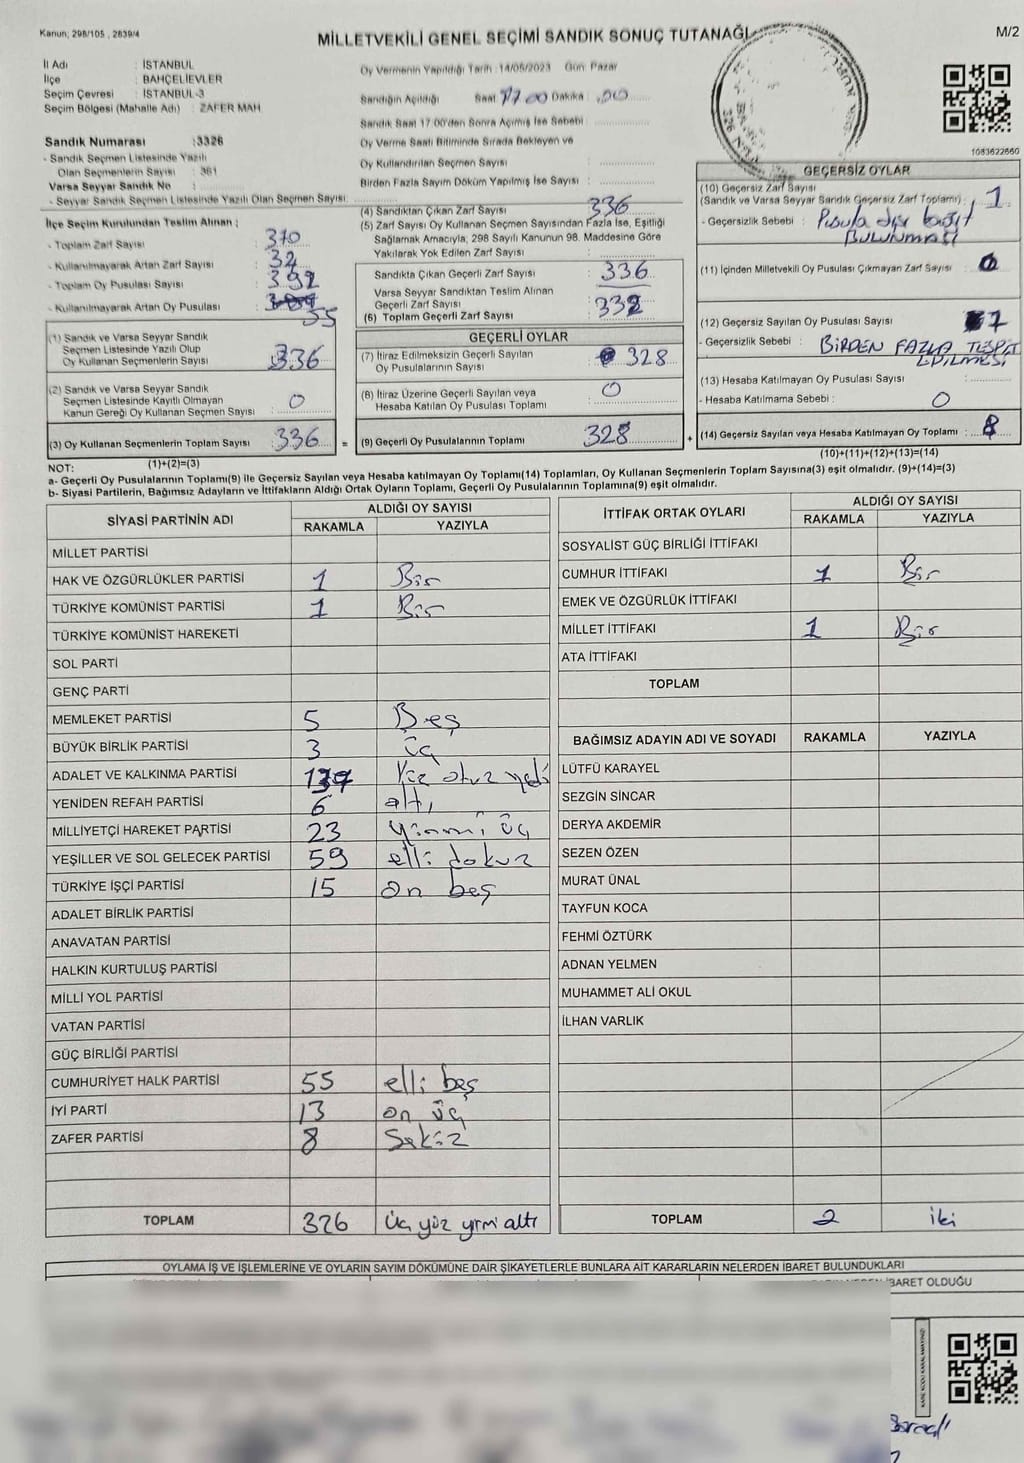 Kanun; 298/105 , 2839/4
MİLLETVEKİLİ GENEL SEÇİMİ SANDIK SONUÇ TUTANAĞI
M/2
İl Adı : İSTANBUL
İlçe : BAHÇELİEVLER
Seçim Çevresi : İSTANBUL-3
Seçim Bölgesi (Mahalle Adı) : ZAFER MAH
Sandık Numarası :3326
- Sandık Seçmen Listesinde Yazılı
Olan Seçmenlerin Sayısı : 361
Varsa Seyyar Sandık No :
- Seyyar Sandık Seçmen Listesinde Yazılı Olan Seçmen Sayısı:
İlçe Seçim Kurulundan Teslim Alınan ;
- Toplam Zarf Sayısı : 370
- Kullanılmayarak Artan Zarf Sayısı : 32
- Toplam Oy Pusulası Sayısı : 392
- Kullanılmayarak Artan Oy Pusulası : 55
(1) Sandık ve Varsa Seyyar Sandık
Seçmen Listesinde Yazılı Olup
Oy Kullanan Seçmenlerin Sayısı : 336
(2) Sandık ve Varsa Seyyar Sandık
Seçmen Listesinde Kayıtlı Olmayan
Kanun Gereği Oy Kullanan Seçmen Sayısı : 0
(3) Oy Kullanan Seçmenlerin Toplam Sayısı : 336
(1)+(2)=(3)
Oy Vermenin Yapıldığı Tarih :14/05/2023 Gün: Pazar
Sandığın Açıldığı Saat 17 00 Dakika : 00
Sandık Saat 17:00'den Sonra Açılmış İse Sebebi :
Oy Verme Saati Bitiminde Sırada Bekleyen ve
Oy Kullandırılan Seçmen Sayısı :
Birden Fazla Sayım Döküm Yapılmış İse Sayısı :
(4) Sandıktan Çıkan Zarf Sayısı : 336
(5) Zarf Sayısı Oy Kullanan Seçmen Sayısından Fazla İse, Eşitliği
Sağlamak Amacıyla, 298 Sayılı Kanunun 98. Maddesine Göre
Yakılarak Yok Edilen Zarf Sayısı :
Sandıkta Çıkan Geçerli Zarf Sayısı : 336
Varsa Seyyar Sandıktan Teslim Alınan
Geçerli Zarf Sayısı :
(6) Toplam Geçerli Zarf Sayısı :
GEÇERLİ OYLAR
(7) İtiraz Edilmeksizin Geçerli Sayılan
Oy Pusulalarının Sayısı : 328
(8) İtiraz Üzerine Geçerli Sayılan veya
Hesaba Katılan Oy Pusulası Toplamı : 0
= (9) Geçerli Oy Pusulalarının Toplamı : 328 +
1083622660
GEÇERSİZ OYLAR
(10) Geçersiz Zarf Sayısı
(Sandık ve Varsa Seyyar Sandık Geçersiz Zarf Toplamı) : 1
- Geçersizlik Sebebi : Pusula dışı kağıt
BULUNMASI
(11) İçinden Milletvekili Oy Pusulası Çıkmayan Zarf Sayısı : 0
(12) Geçersiz Sayılan Oy Pusulası Sayısı : 7
- Geçersizlik Sebebi : BİRDEN FAZLA TESPİT
EDİLMESİ
(13) Hesaba Katılmayan Oy Pusulası Sayısı :
- Hesaba Katılmama Sebebi : 0
(14) Geçersiz Sayılan veya Hesaba Katılmayan Oy Toplamı : 8
(10)+(11)+(12)+(13)=(14)
NOT:
a- Geçerli Oy Pusulalarının Toplamı(9) ile Geçersiz Sayılan veya Hesaba katılmayan Oy Toplamı(14) Toplamları, Oy Kullanan Seçmenlerin Toplam Sayısına(3) eşit olmalıdır. (9)+(14)=(3)
b- Siyasi Partilerin, Bağımsız Adayların ve İttifakların Aldığı Ortak Oyların Toplamı, Geçerli Oy Pusulalarının Toplamına(9) eşit olmalıdır.
SİYASİ PARTİNİN ADI ALDIĞI OY SAYISI
RAKAMLA YAZIYLA
MİLLET PARTİSİ
HAK VE ÖZGÜRLÜKLER PARTİSİ 1 Bir
TÜRKİYE KOMÜNİST PARTİSİ 1 Bir
TÜRKİYE KOMÜNİST HAREKETİ
SOL PARTİ
GENÇ PARTİ
MEMLEKET PARTİSİ 5 Beş
BÜYÜK BİRLİK PARTİSİ 3 üç
ADALET VE KALKINMA PARTİSİ 137 Yüz otuz yedi
YENİDEN REFAH PARTİSİ 6 altı
MİLLİYETÇİ HAREKET PARTİSİ 23 yirmi üç
YEŞİLLER VE SOL GELECEK PARTİSİ 59 elli dokuz
TÜRKİYE İŞÇİ PARTİSİ 15 on beş
ADALET BİRLİK PARTİSİ
ANAVATAN PARTİSİ
HALKIN KURTULUŞ PARTİSİ
MİLLİ YOL PARTİSİ
VATAN PARTİSİ
GÜÇ BİRLİĞİ PARTİSİ
CUMHURİYET HALK PARTİSİ 55 elli beş
İYİ PARTİ 13 on üç
ZAFER PARTİSİ 8 Sekiz
TOPLAM 326 üç yüz yirmi altı
İTTİFAK ORTAK OYLARI ALDIĞI OY SAYISI
RAKAMLA YAZIYLA
SOSYALİST GÜÇ BİRLİĞİ İTTİFAKI
CUMHUR İTTİFAKI 1 Bir
EMEK VE ÖZGÜRLÜK İTTİFAKI
MİLLET İTTİFAKI 1 Bir
ATA İTTİFAKI
TOPLAM
BAĞIMSIZ ADAYIN ADI VE SOYADI RAKAMLA YAZIYLA
LÜTFÜ KARAYEL
SEZGİN SİNCAR
DERYA AKDEMİR
SEZEN ÖZEN
MURAT ÜNAL
TAYFUN KOCA
FEHMİ ÖZTÜRK
ADNAN YELMEN
MUHAMMET ALİ OKUL
İLHAN VARLIK
TOPLAM 2 iki
OYLAMA İŞ VE İŞLEMLERİNE VE OYLARIN SAYIM DÖKÜMÜNE DAİR ŞİKAYETLERLE BUNLARA AİT KARARLARIN NELERDEN İBARET BULUNDUKLARI
İBARET OLDUĞU
KARE KODU KARALAMAYINIZ!